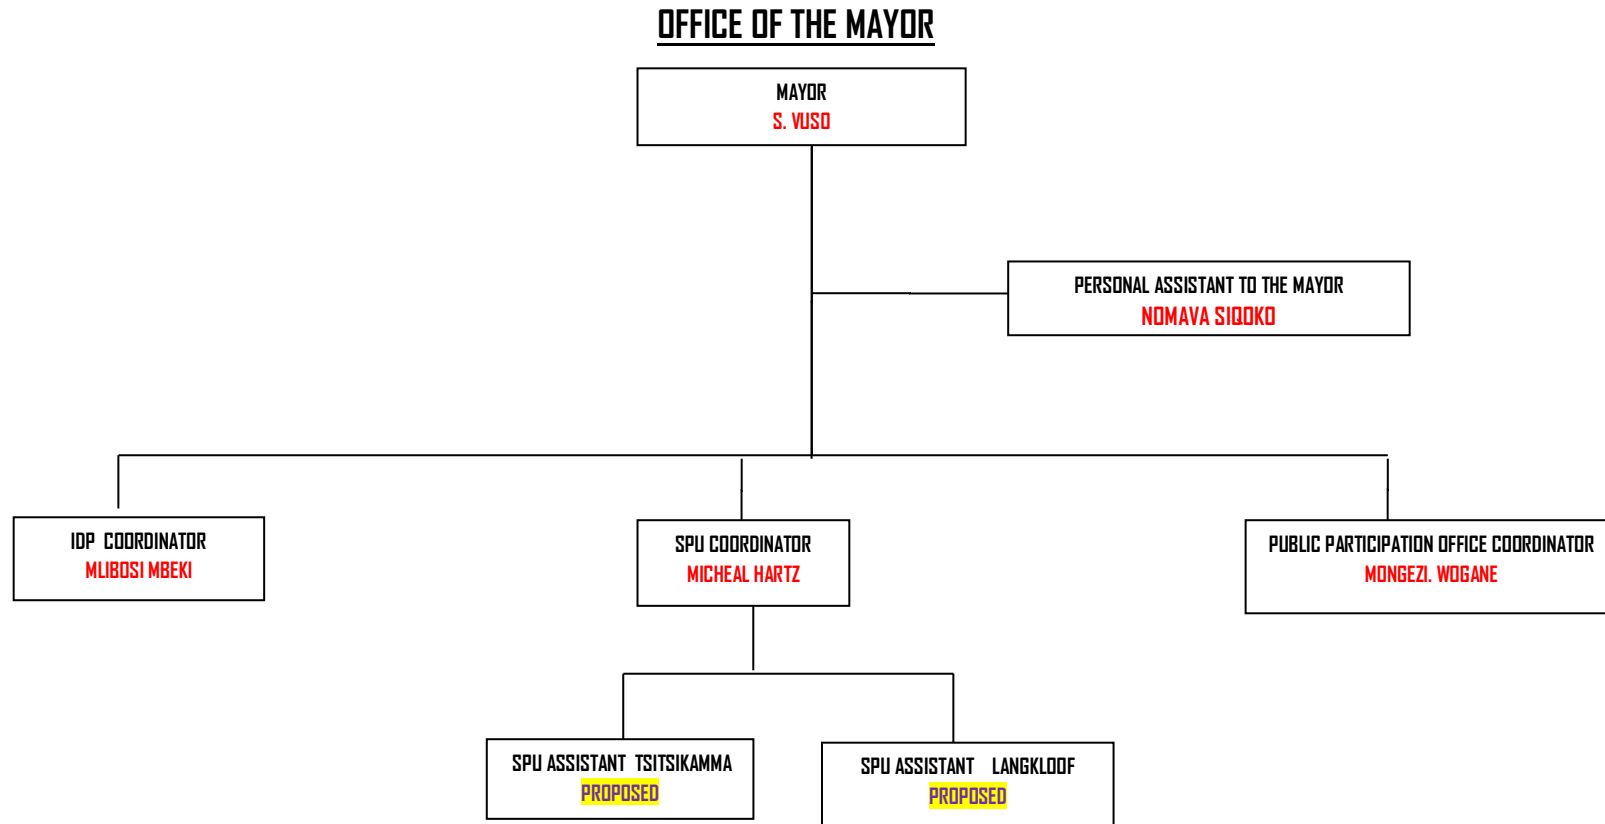 OFFICE OF THE MAYOR
MAYOR
S. VUSO
PERSONAL ASSISTANT TO THE MAYOR
NOMAVA SIQOKO
IDP COORDINATOR
MLIBOSI MBEKI
SPU COORDINATOR
MICHEAL HARTZ
PUBLIC PARTICIPATION OFFICE COORDINATOR
MONGEZI. WOGANE
SPU ASSISTANT TSITSIKAMMA
PROPOSED
SPU ASSISTANT LANGKLOOF
PROPOSED